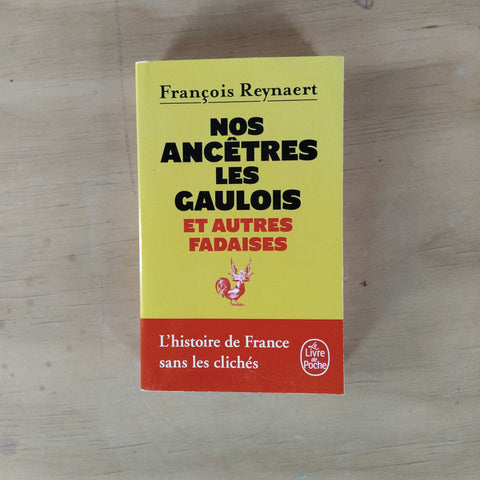 François Reynaert
NOS
ANCÊTRES
LES
GAULOIS
ET AUTRES
FADAISES
L'histoire de France
sans les clichés
Le
Livre
de
Poche